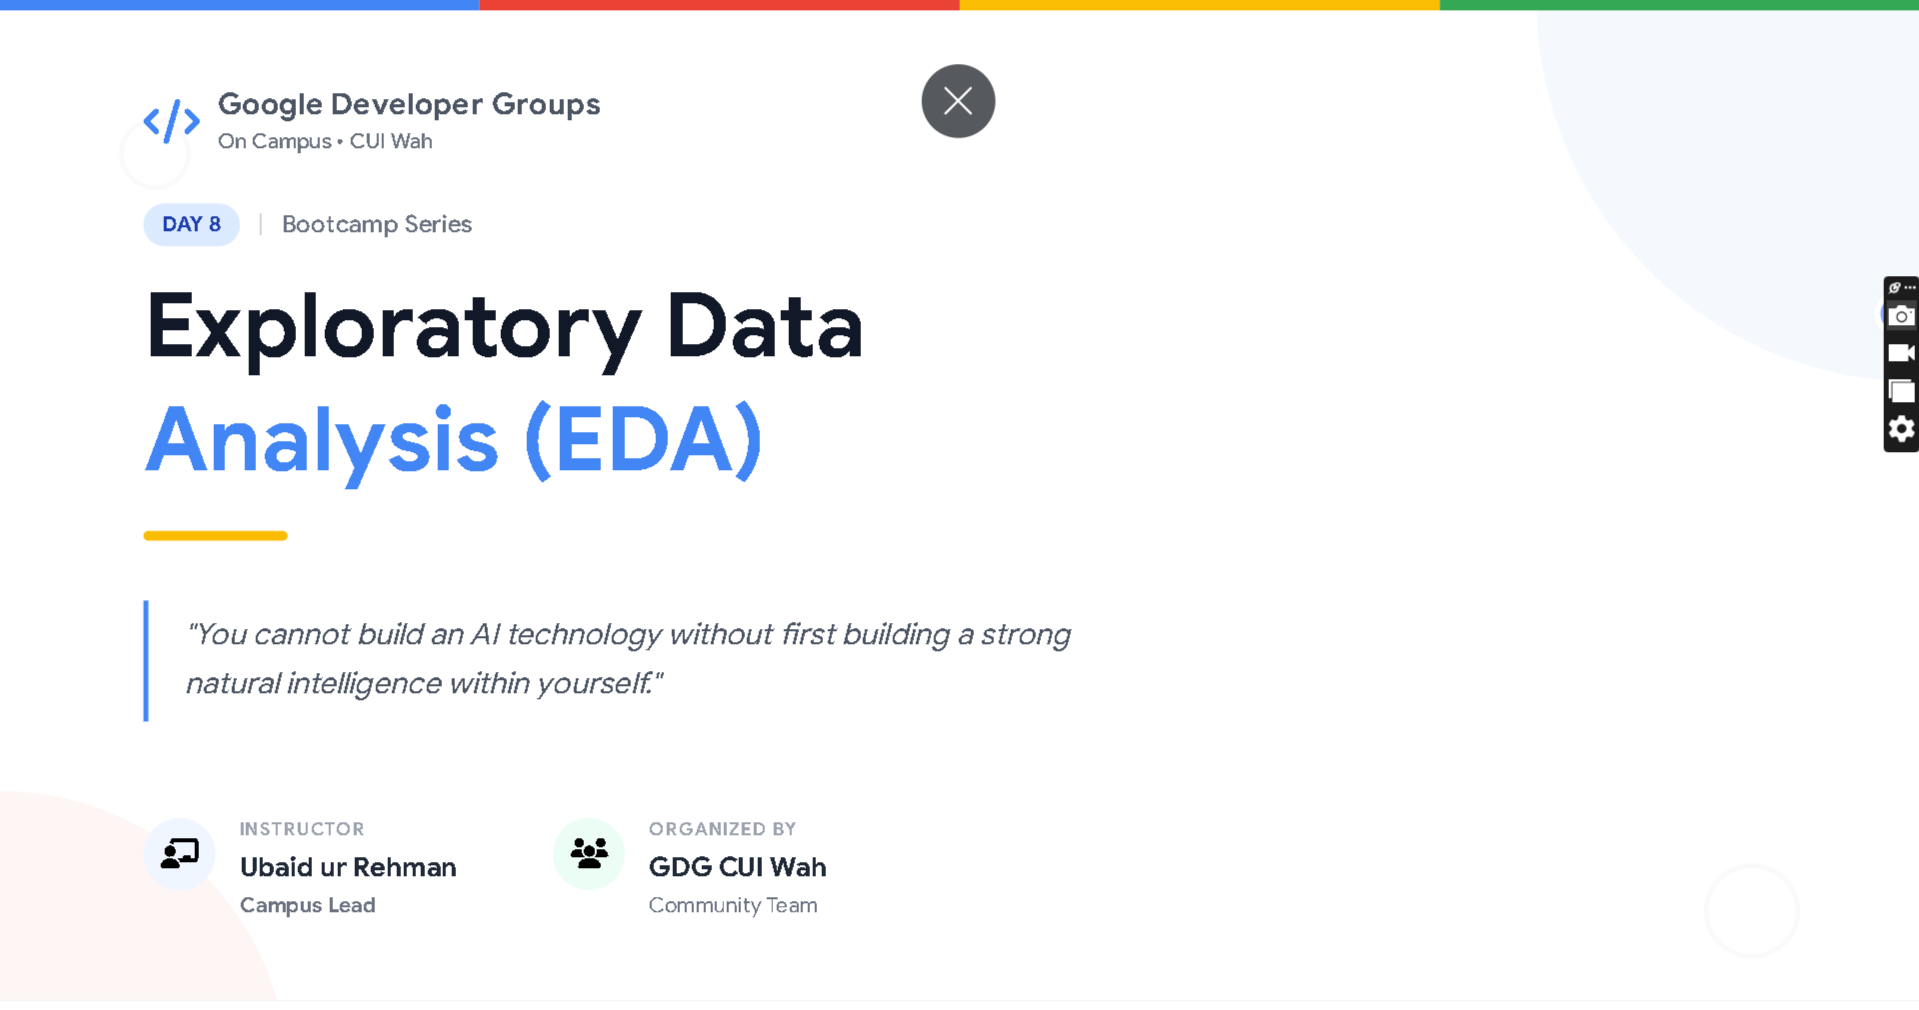 Google Developer Groups
On Campus • CUI Wah
DAY 8 | Bootcamp Series
Exploratory Data
Analysis (EDA)
"You cannot build an AI technology without first building a strong
natural intelligence within yourself."
INSTRUCTOR
Ubaid ur Rehman
Campus Lead
ORGANIZED BY
GDG CUI Wah
Community Team